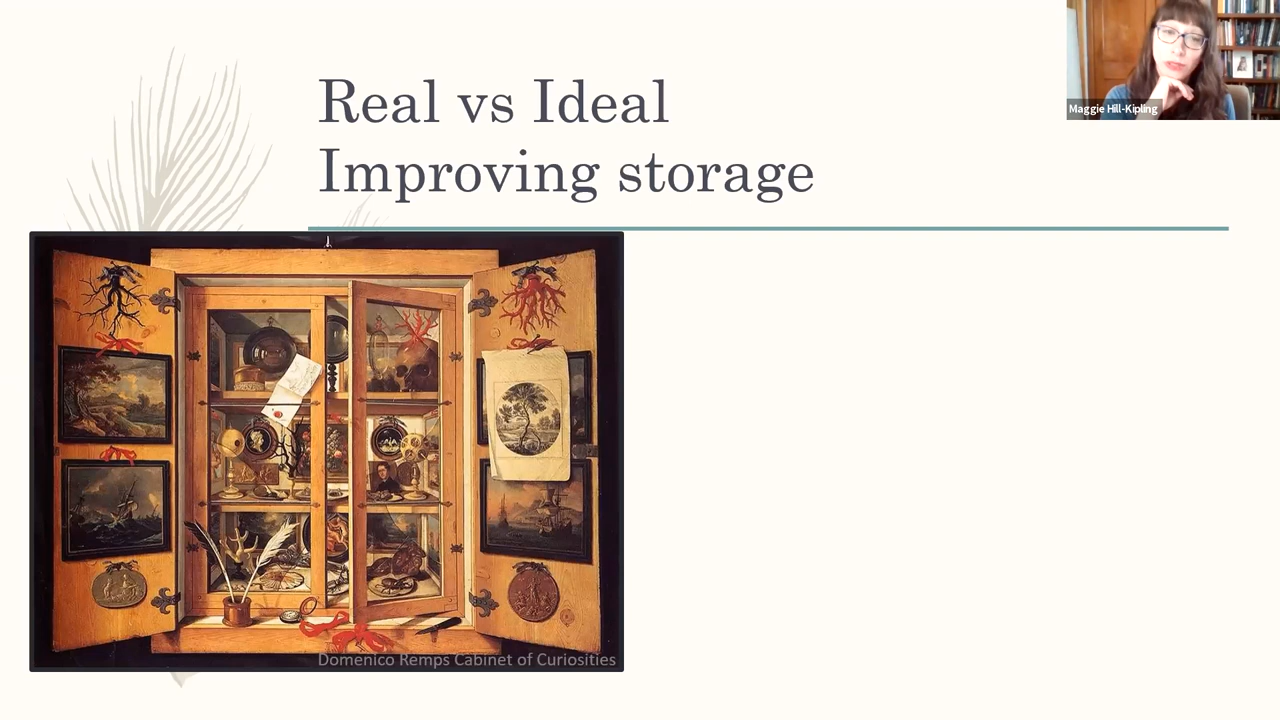 Real vs Ideal
Improving storage
Maggie Hill-Kipling
Domenico Remps Cabinet of Curiosities